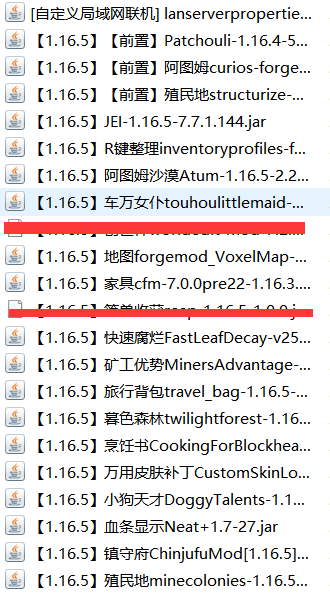 [自定义局域网联机] lanserverpropertie...
【1.16.5】【前置】Patchouli-1.16.4-5...
【1.16.5】【前置】阿图姆curios-forge...
【1.16.5】【前置】殖民地structurize-...
【1.16.5】JEI-1.16.5-7.7.1.144.jar
【1.16.5】R键整理inventoryprofiles-f...
【1.16.5】阿图姆沙漠Atum-1.16.5-2.2...
【1.16.5】车万女仆touhoulittlemaid-...
【1.16.5】地图forgemod_VoxelMap-...
【1.16.5】家具cfm-7.0.0pre22-1.16.3...
【1.16.5】快速腐烂FastLeafDecay-v25...
【1.16.5】矿工优势MinersAdvantage-...
【1.16.5】旅行背包travel_bag-1.16.5-...
【1.16.5】暮色森林twilightforest-1.16...
【1.16.5】烹饪书CookingForBlockhea...
【1.16.5】万用皮肤补丁CustomSkinLo...
【1.16.5】小狗天才DoggyTalents-1.1...
【1.16.5】血条显示Neat+1.7-27.jar
【1.16.5】镇守府ChinjufuMod[1.16.5]...
【1.16.5】殖民地minecolonies-1.16.5...